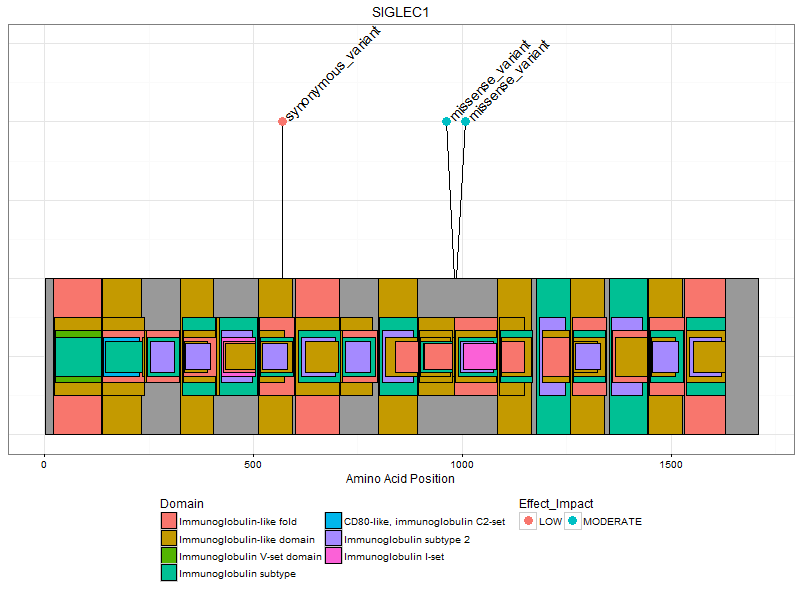 SIGLEC1
synonymous_variant
missense_variant
missense_variant
0 500 1000 1500
Amino Acid Position
Domain
Immunoglobulin-like fold
Immunoglobulin-like domain
Immunoglobulin V-set domain
Immunoglobulin subtype
CD80-like, immunoglobulin C2-set
Immunoglobulin subtype 2
Immunoglobulin I-set
Effect_Impact
LOW MODERATE